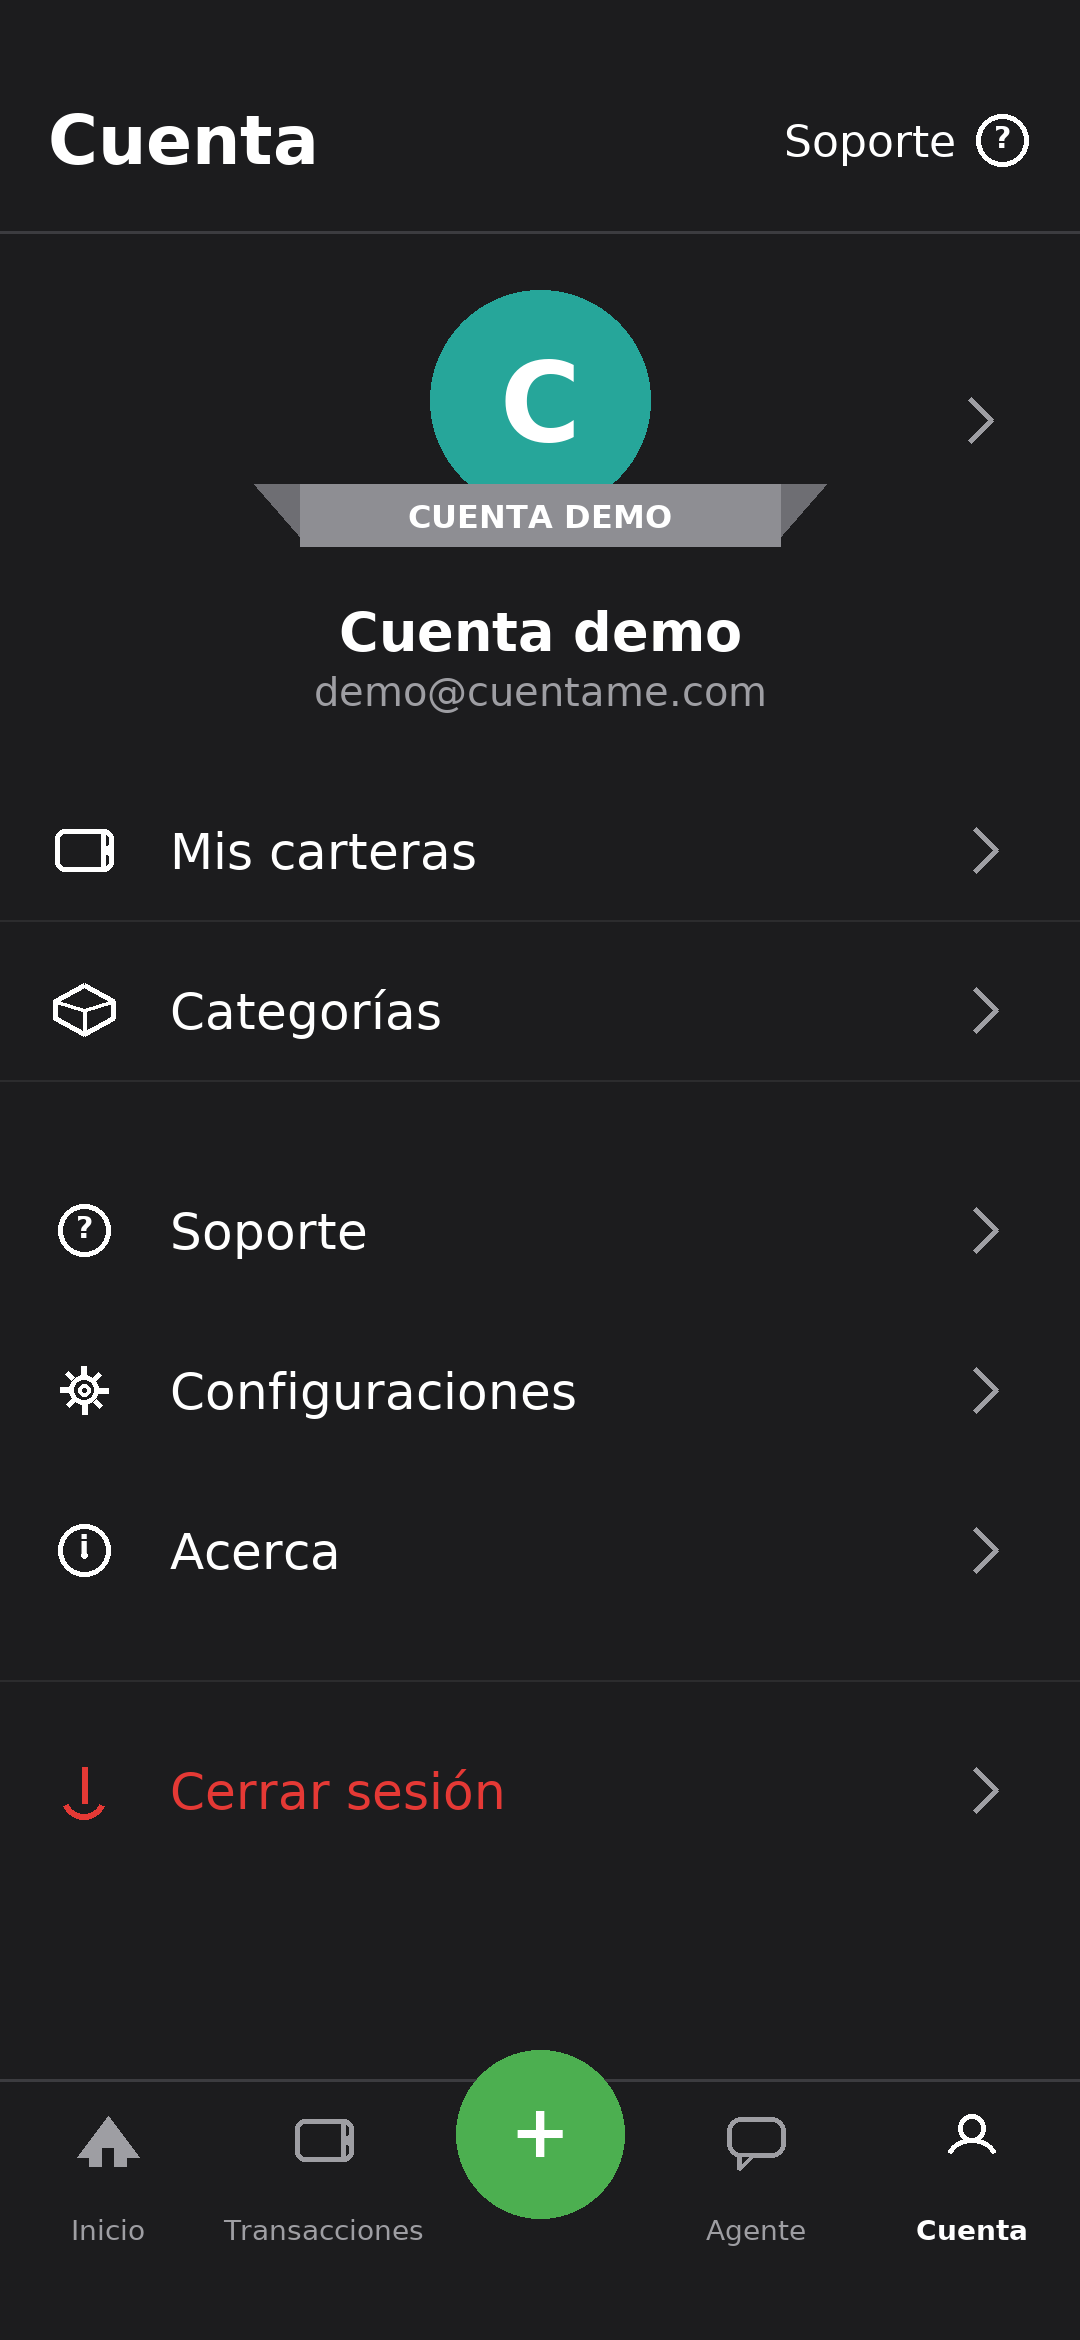 Cuenta
Soporte ?
C
CUENTA DEMO
Cuenta demo
demo@cuentame.com
Mis carteras
Categorías
? Soporte
Configuraciones
i Acerca
Cerrar sesión
+
Inicio
Transacciones
Agente
Cuenta